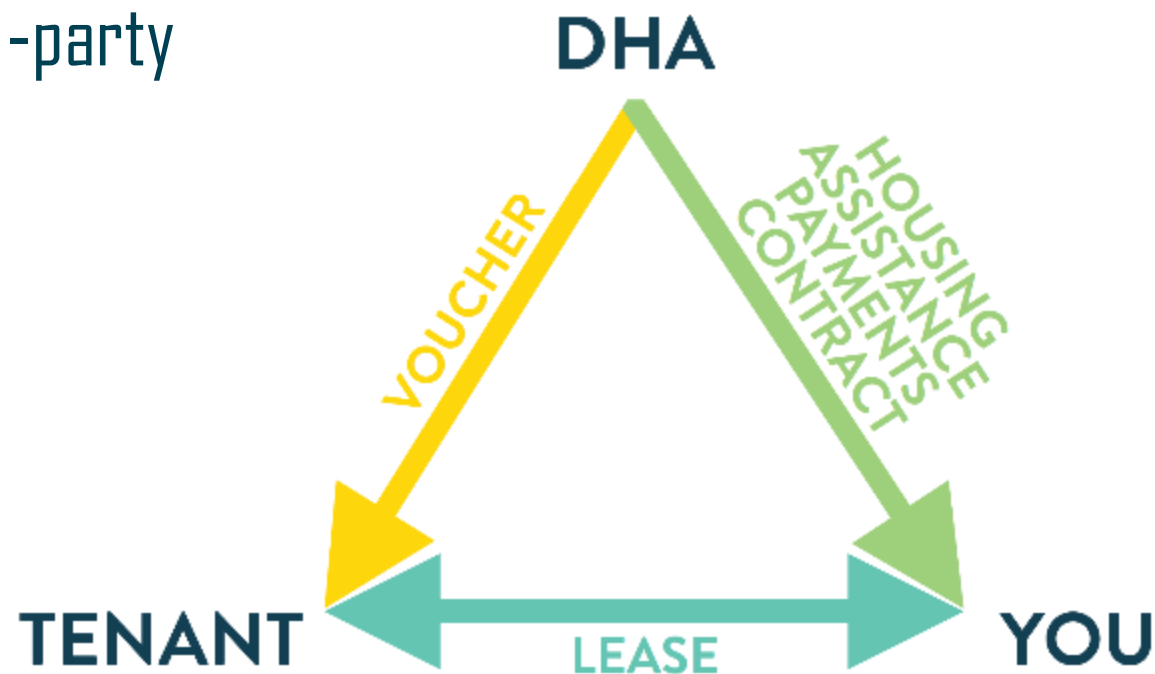 -party
DHA
VOUCHER
HOUSING
ASSISTANCE
PAYMENTS
CONTRACT
TENANT
LEASE
YOU